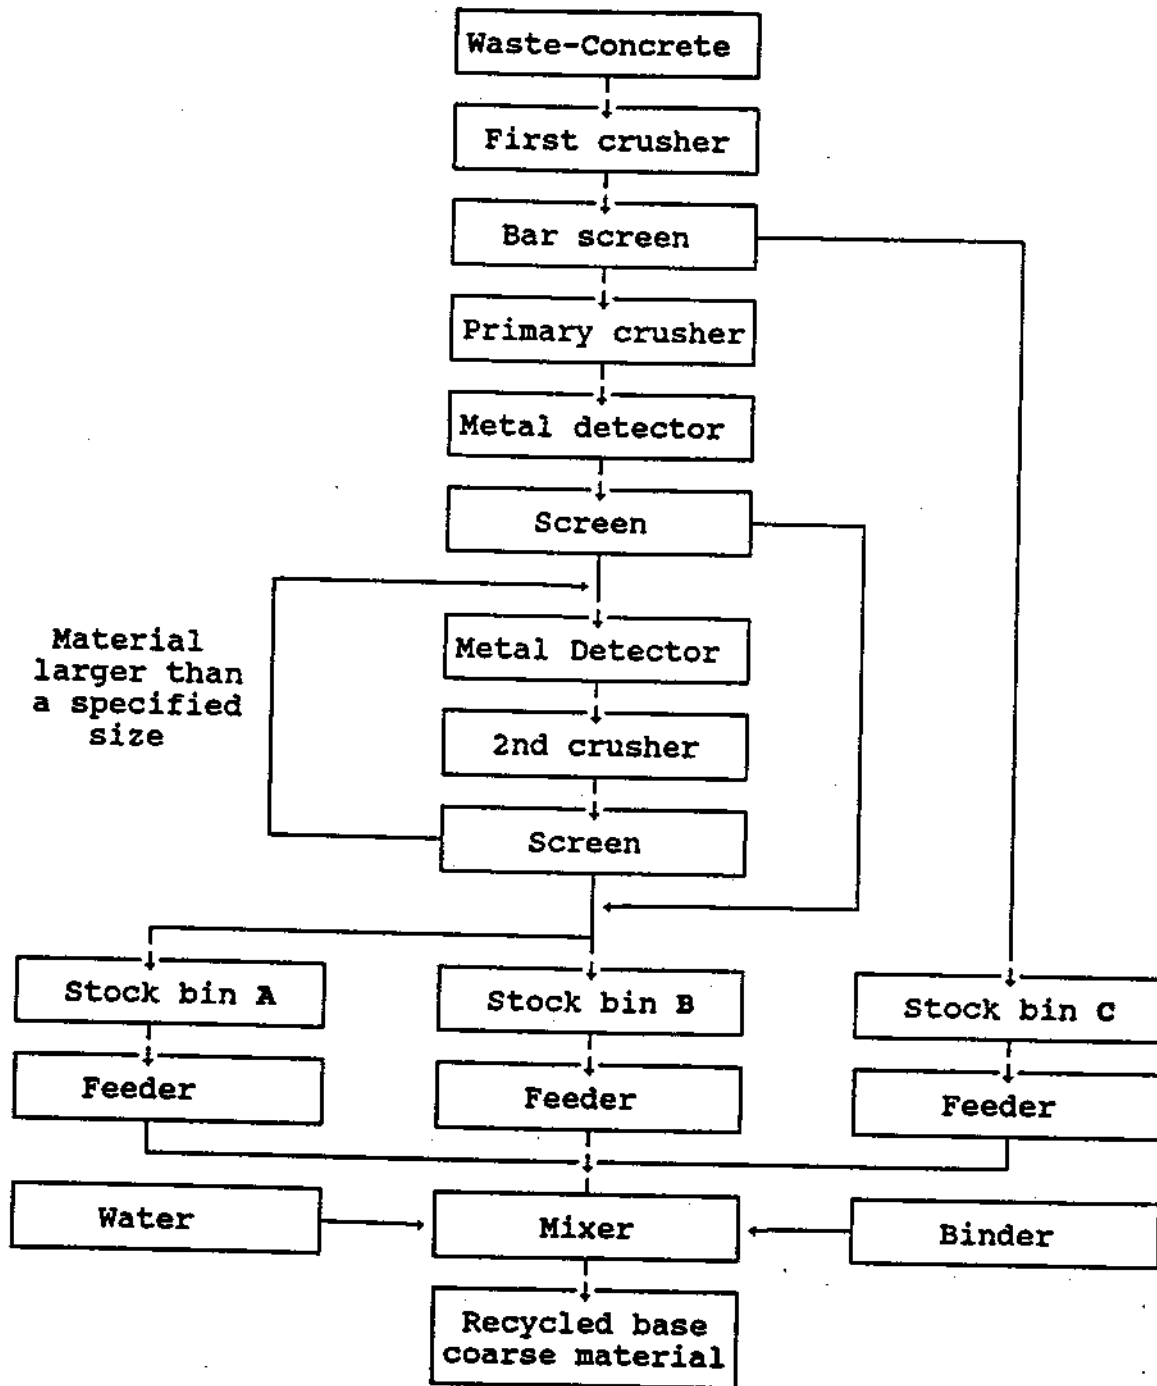 Waste-Concrete
First crusher
Bar screen
Primary crusher
Metal detector
Screen
Material
larger than
a specified
size
Metal Detector
2nd crusher
Screen
Stock bin A
Stock bin B
Stock bin C
Feeder
Feeder
Feeder
Water
Mixer
Binder
Recycled base
coarse material